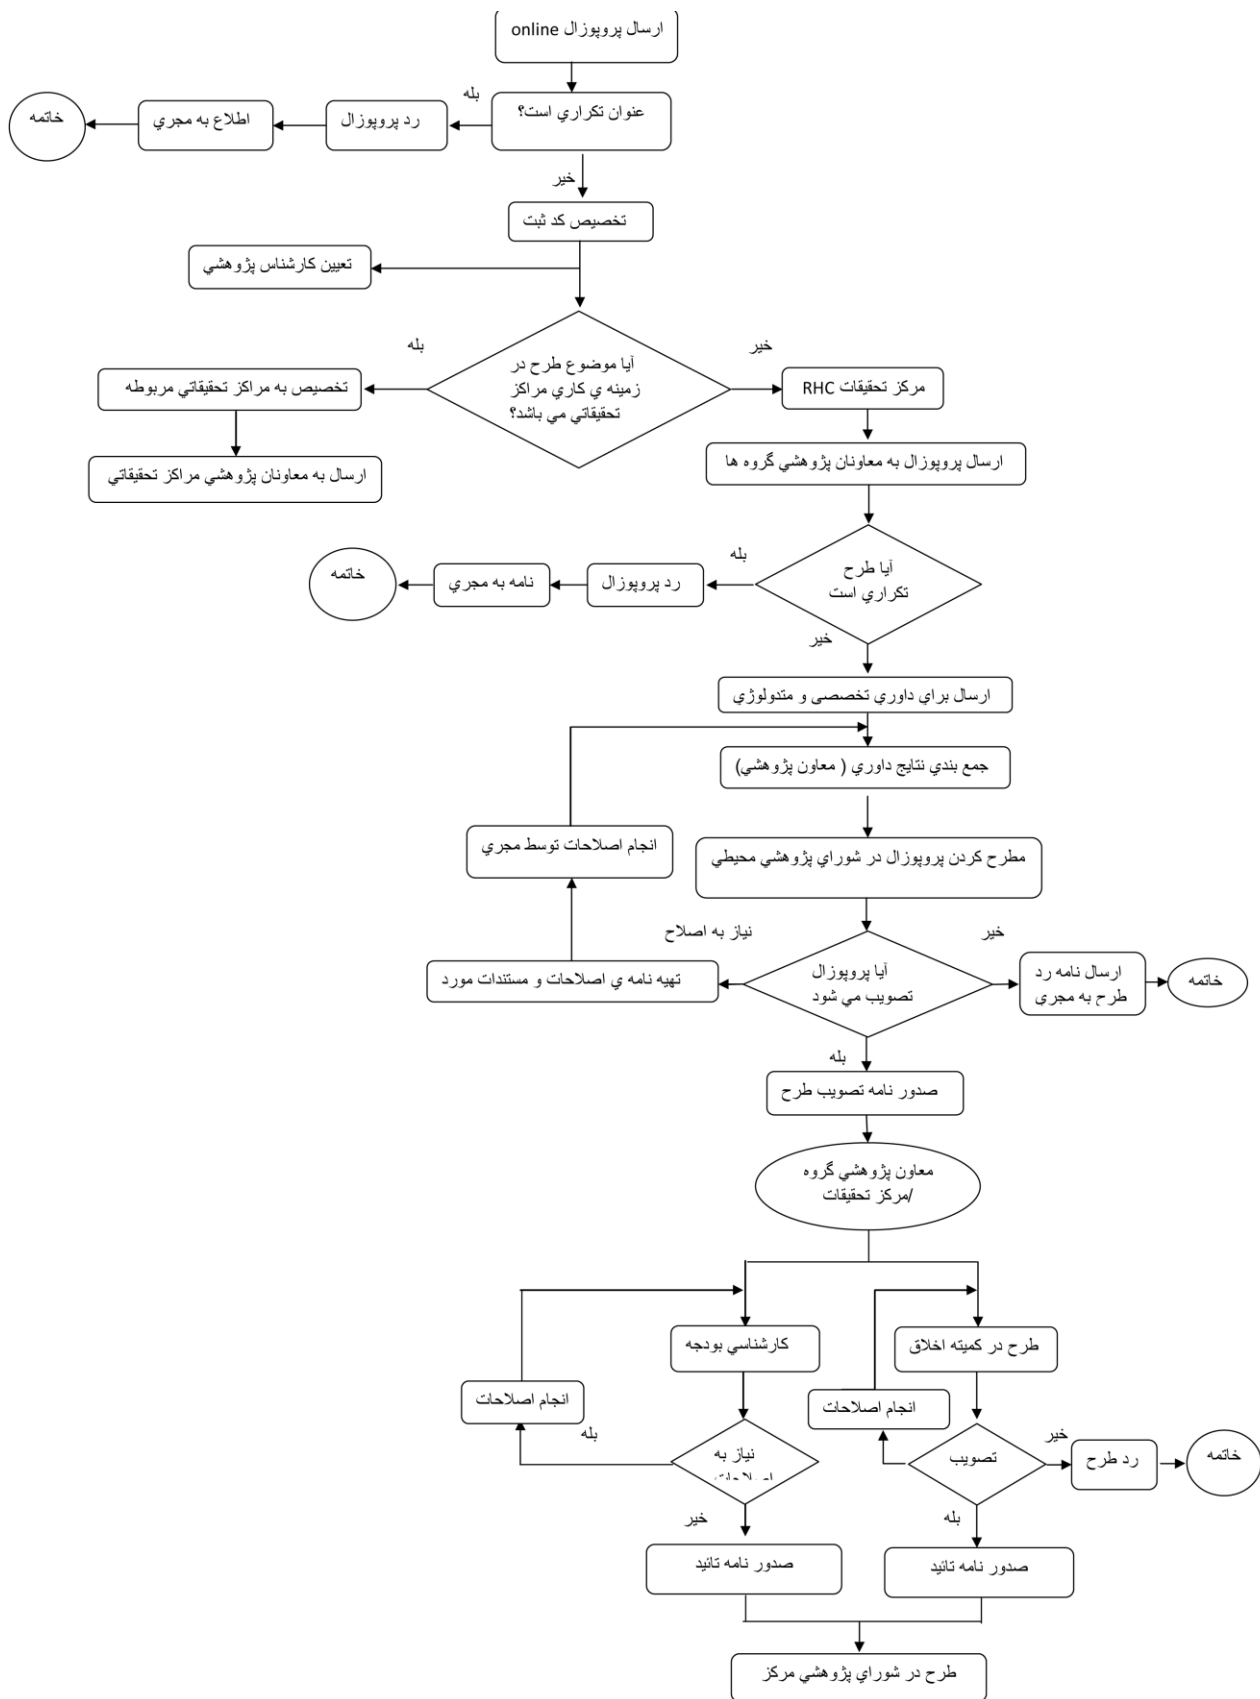 ارسال پروپوزال online
عنوان تكراري است؟
بله
رد پروپوزال
اطلاع به مجري
خاتمه
خير
تخصيص كد ثبت
تعيين كارشناس پژوهشي
آيا موضوع طرح در
زمينه ي كاري مراكز
تحقيقاتي مي باشد؟
خير
بله
مركز تحقيقات RHC
تخصيص به مراكز تحقيقاتي مربوطه
ارسال پروپوزال به معاونان پژوهشي گروه ها
ارسال به معاونان پژوهشي مراكز تحقيقاتي
آيا طرح
تكراري است
بله
رد پروپوزال
نامه به مجري
خاتمه
خير
ارسال براي داوري تخصصي و متدولوژي
جمع بندي نتايج داوري ( معاون پژوهشي)
انجام اصلاحات توسط مجري
مطرح كردن پروپوزال در شوراي پژوهشي محيطي
خير
نياز به اصلاح
آيا پروپوزال
تصويب مي شود
ارسال نامه رد
طرح به مجري
خاتمه
تهيه نامه ي اصلاحات و مستندات مورد
بله
صدور نامه تصويب طرح
معاون پژوهشي گروه
/مركز تحقيقات
طرح در كميته اخلاق
كارشناسي بودجه
انجام اصلاحات
انجام اصلاحات
تصويب
خير
رد طرح
خاتمه
نياز به
اصلاحات
بله
بله
خير
صدور نامه تائيد
صدور نامه تائيد
طرح در شوراي پژوهشي مركز